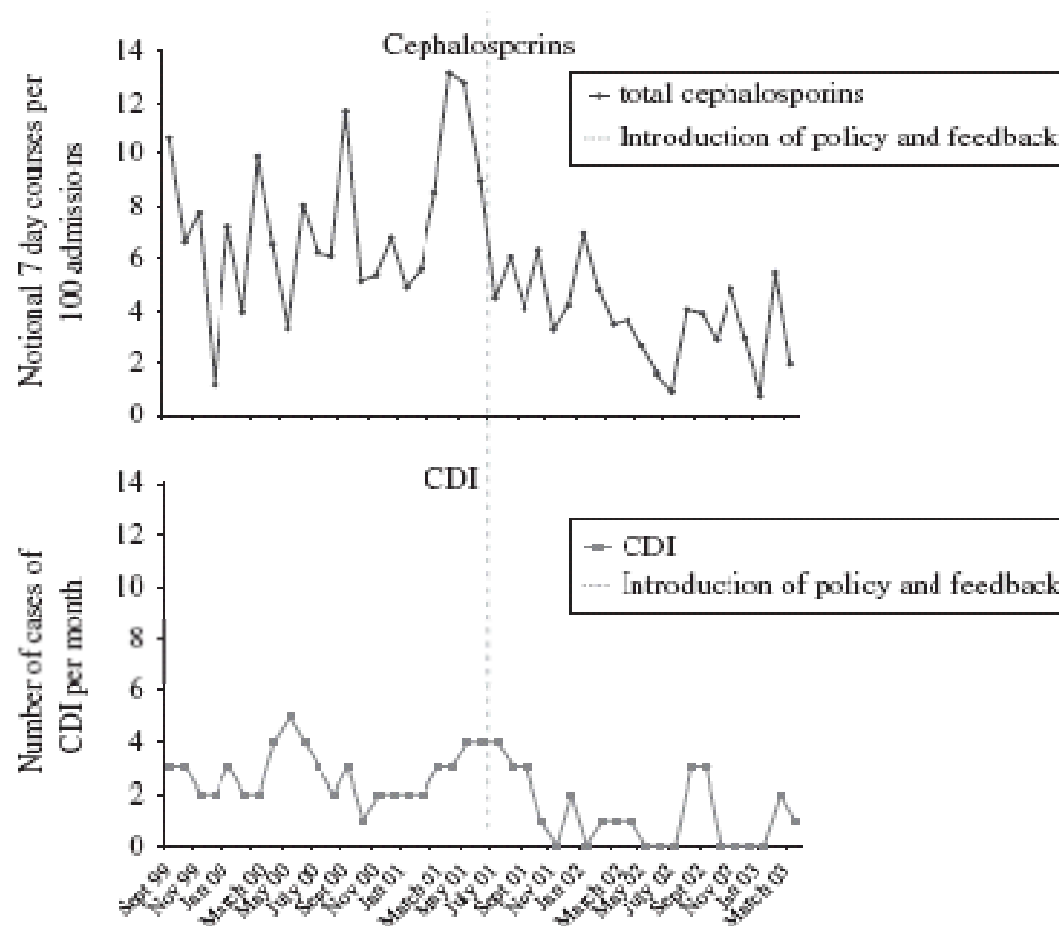 Cephalosporins
Notional 7 day courses per
100 admissions
14
12
10
8
6
4
2
0
total cephalosporins
Introduction of policy and feedback
CDI
Number of cases of
CDI per month
14
12
10
8
6
4
2
0
CDI
Introduction of policy and feedback
Sept 99
Nov 99
Jan 00
March 00
May 00
July 00
Sept 00
Nov 00
Jan 01
March 01
May 01
July 01
Sept 01
Nov 01
Jan 02
March 02
May 02
July 02
Sept 02
Nov 02
Jan 03
March 03